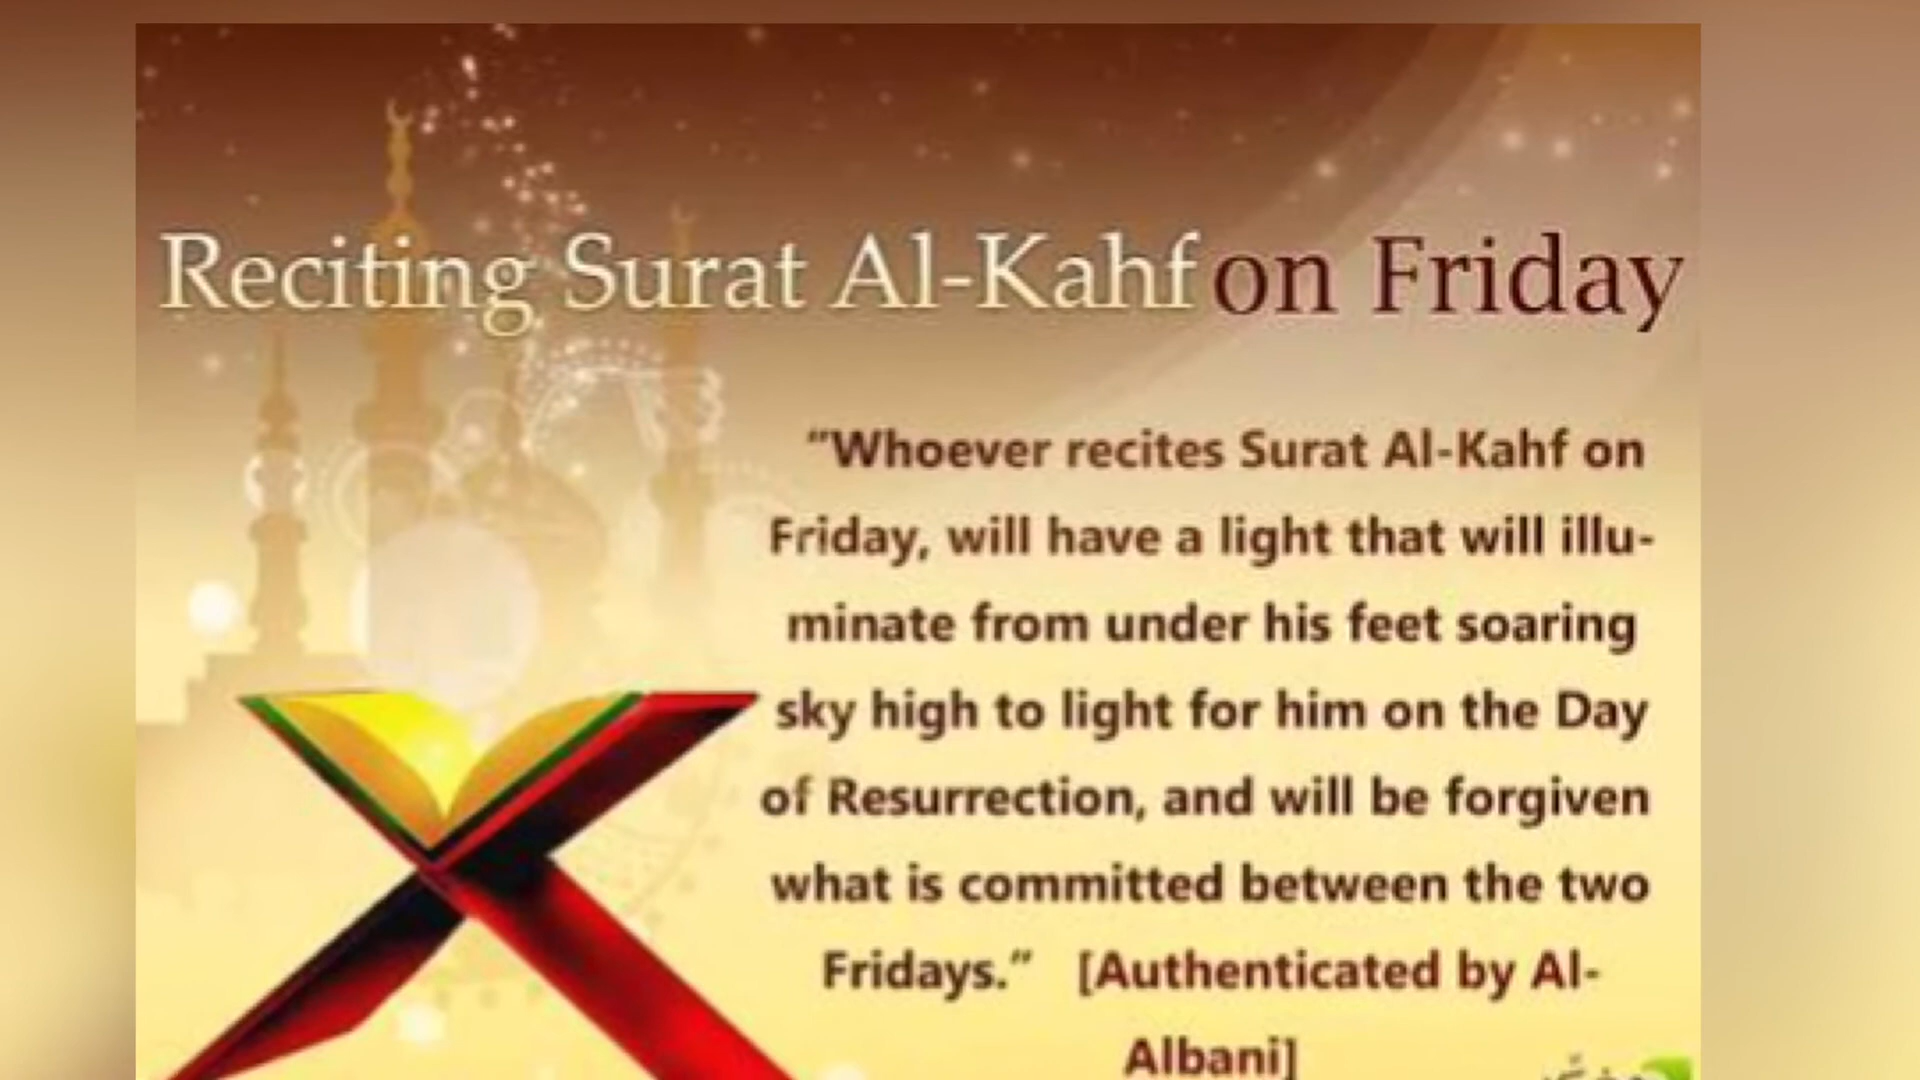 Reciting Surat Al-Kahf on Friday
“Whoever recites Surat Al-Kahf on
Friday, will have a light that will illu-
minate from under his feet soaring
sky high to light for him on the Day
of Resurrection, and will be forgiven
what is committed between the two
Fridays.” [Authenticated by Al-
Albani]